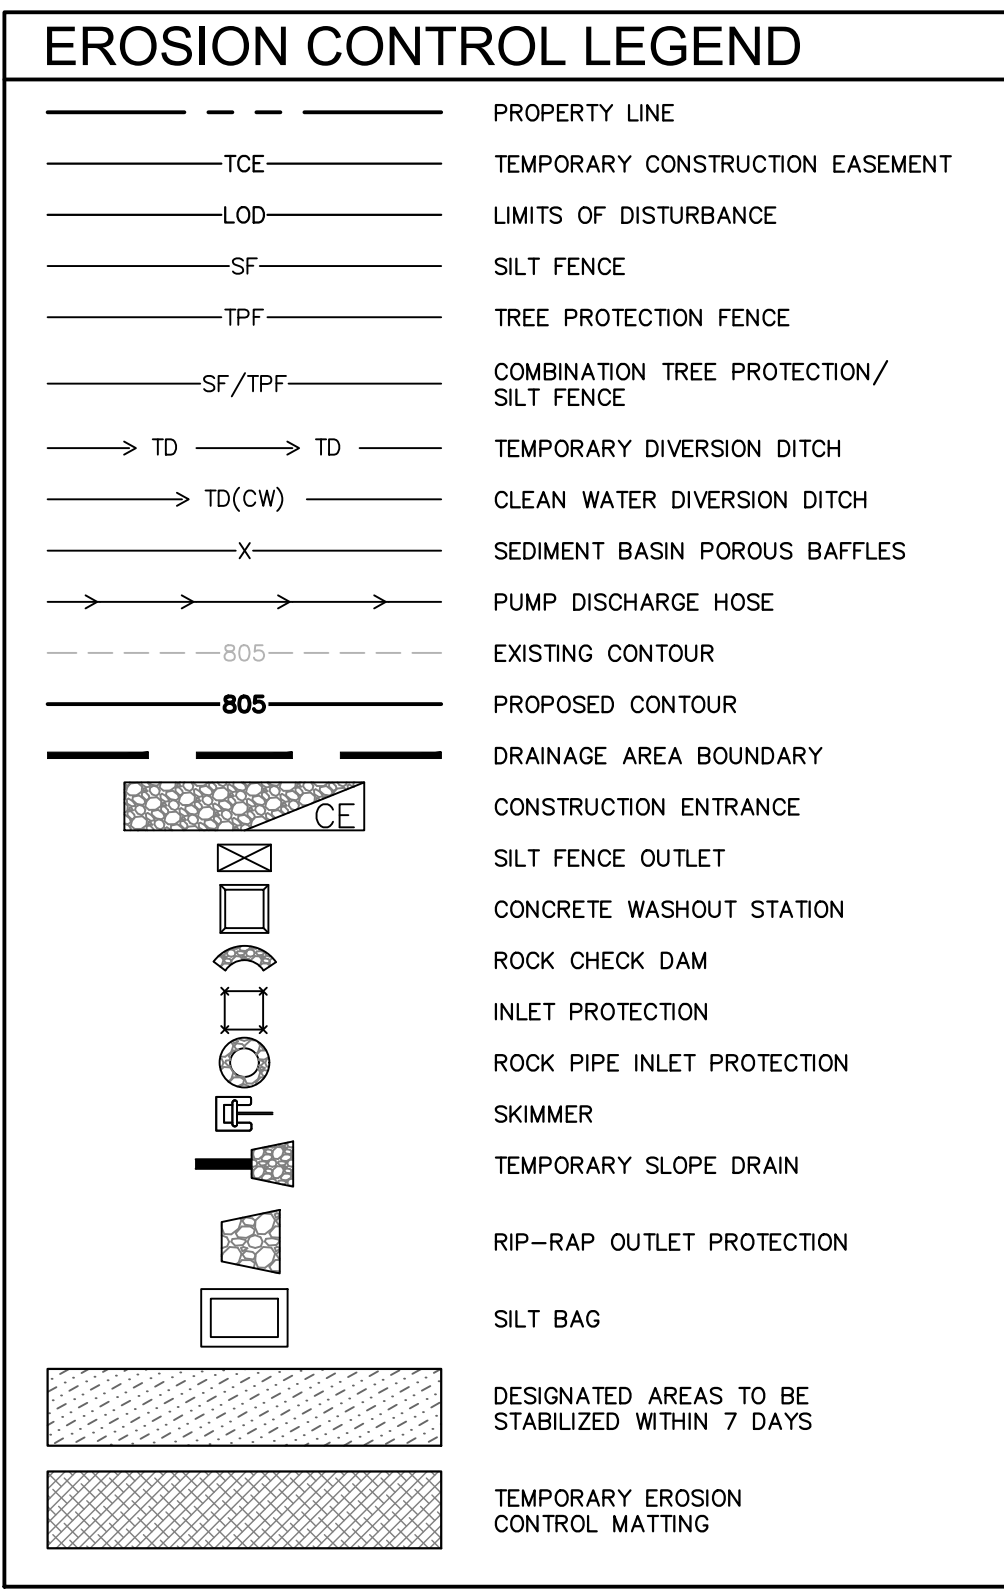 EROSION CONTROL LEGEND
PROPERTY LINE
TCE TEMPORARY CONSTRUCTION EASEMENT
LOD LIMITS OF DISTURBANCE
SF SILT FENCE
TPF TREE PROTECTION FENCE
SF/TPF COMBINATION TREE PROTECTION/
SILT FENCE
TD TD TEMPORARY DIVERSION DITCH
TD(CW) CLEAN WATER DIVERSION DITCH
X SEDIMENT BASIN POROUS BAFFLES
PUMP DISCHARGE HOSE
805 EXISTING CONTOUR
805 PROPOSED CONTOUR
DRAINAGE AREA BOUNDARY
CE CONSTRUCTION ENTRANCE
SILT FENCE OUTLET
CONCRETE WASHOUT STATION
ROCK CHECK DAM
INLET PROTECTION
ROCK PIPE INLET PROTECTION
SKIMMER
TEMPORARY SLOPE DRAIN
RIP-RAP OUTLET PROTECTION
SILT BAG
DESIGNATED AREAS TO BE
STABILIZED WITHIN 7 DAYS
TEMPORARY EROSION
CONTROL MATTING